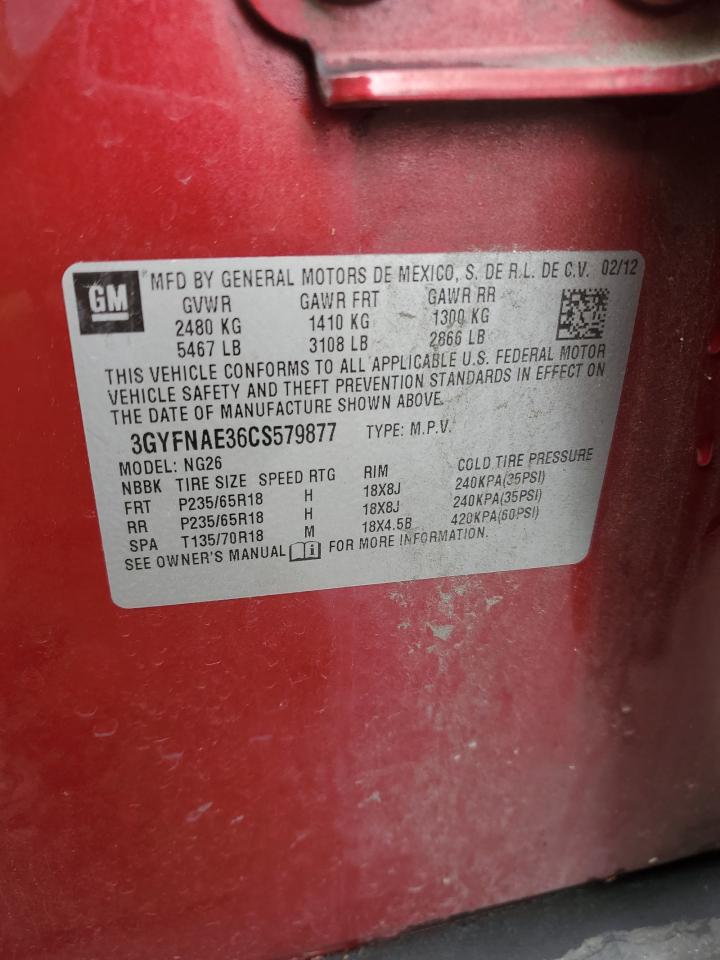 GM MFD BY GENERAL MOTORS DE MEXICO, S. DE R.L. DE C.V. 02/12
GVWR GAWR FRT GAWR RR
2480 KG 1410 KG 1300 KG
5467 LB 3108 LB 2866 LB
THIS VEHICLE CONFORMS TO ALL APPLICABLE U.S. FEDERAL MOTOR
VEHICLE SAFETY AND THEFT PREVENTION STANDARDS IN EFFECT ON
THE DATE OF MANUFACTURE SHOWN ABOVE.
3GYFNAE36CS579877 TYPE: M.P.V.
MODEL: NG26
NBBK TIRE SIZE SPEED RTG RIM COLD TIRE PRESSURE
FRT P235/65R18 H 18X8J 240KPA(35PSI)
RR P235/65R18 H 18X8J 240KPA(35PSI)
SPA T135/70R18 M 18X4.5B 420KPA(60PSI)
SEE OWNER'S MANUAL FOR MORE INFORMATION.